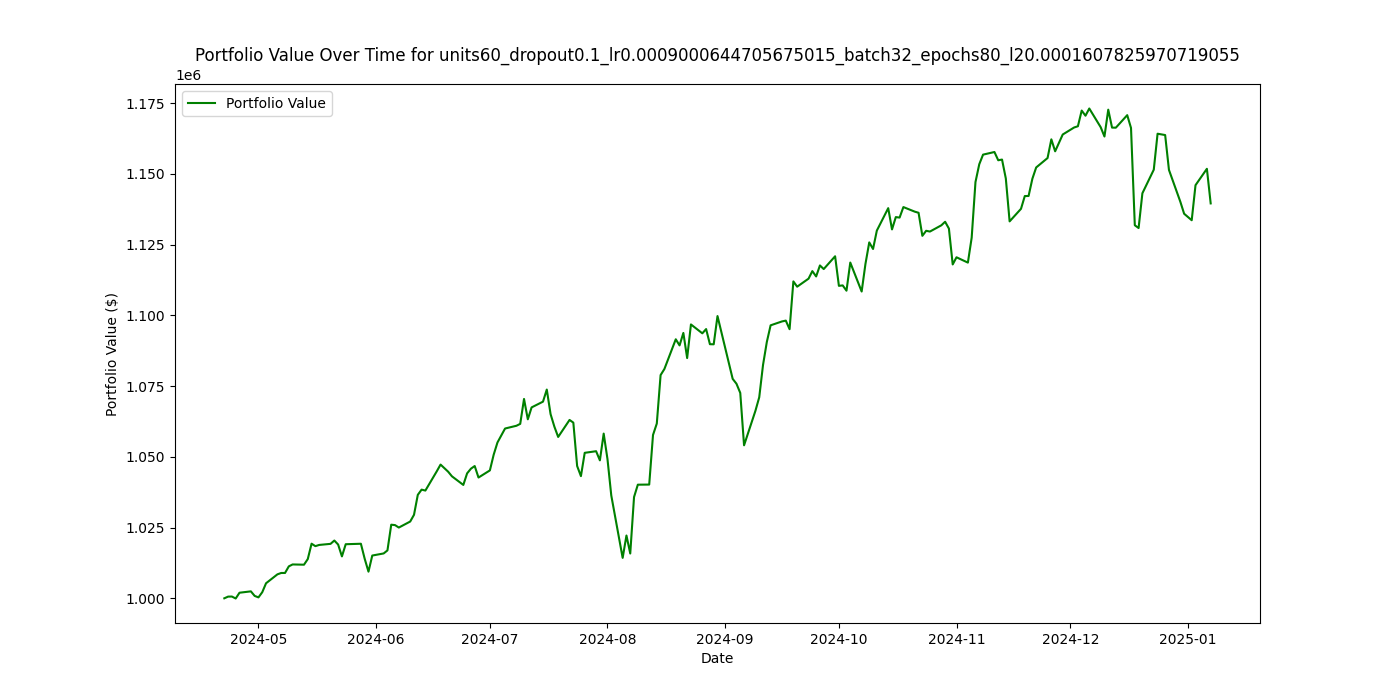 Portfolio Value Over Time for units60_dropout0.1_lr0.0009000644705675015_batch32_epochs80_l20.0001607825970719055
1e6
Portfolio Value
1.175
1.150
1.125
1.100
1.075
1.050
1.025
1.000
Portfolio Value ($)
2024-05 2024-06 2024-07 2024-08 2024-09 2024-10 2024-11 2024-12 2025-01
Date